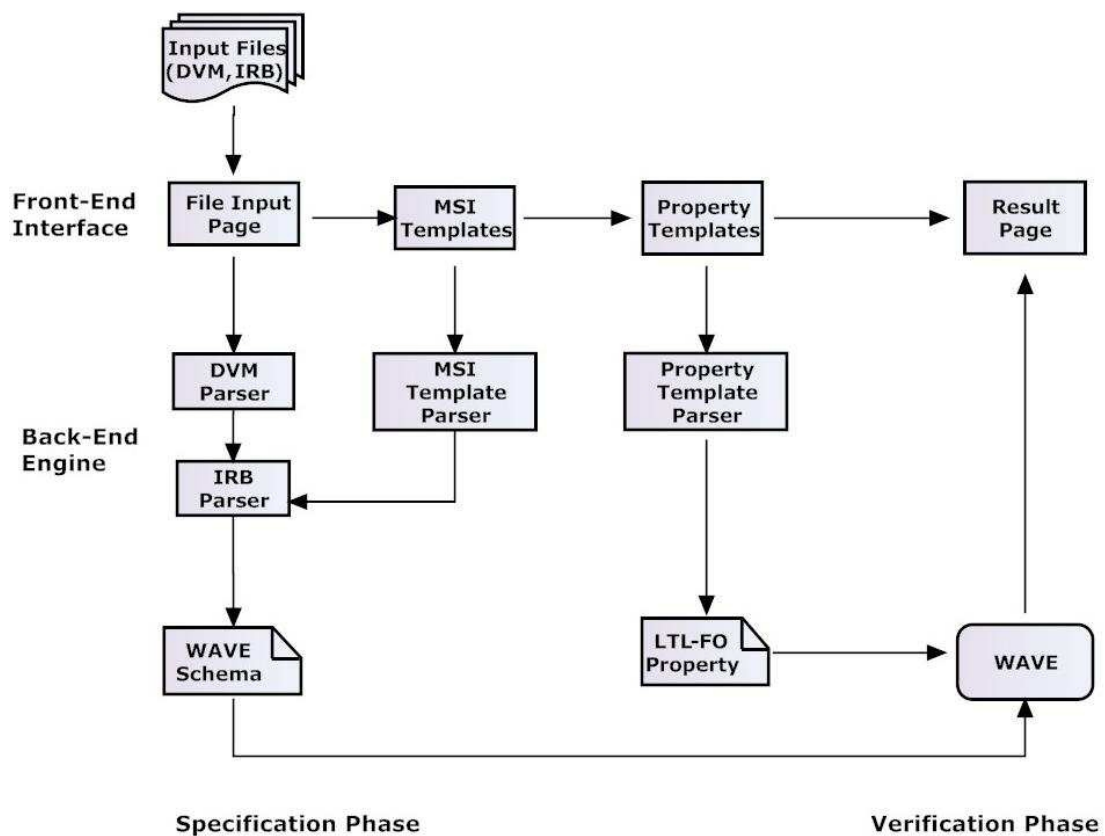 Input Files
(DVM,IRB)
Front-End
Interface
File Input
Page
MSI
Templates
Property
Templates
Result
Page
DVM
Parser
MSI
Template
Parser
Property
Template
Parser
Back-End
Engine
IRB
Parser
WAVE
Schema
LTL-FO
Property
WAVE
Specification Phase
Verification Phase